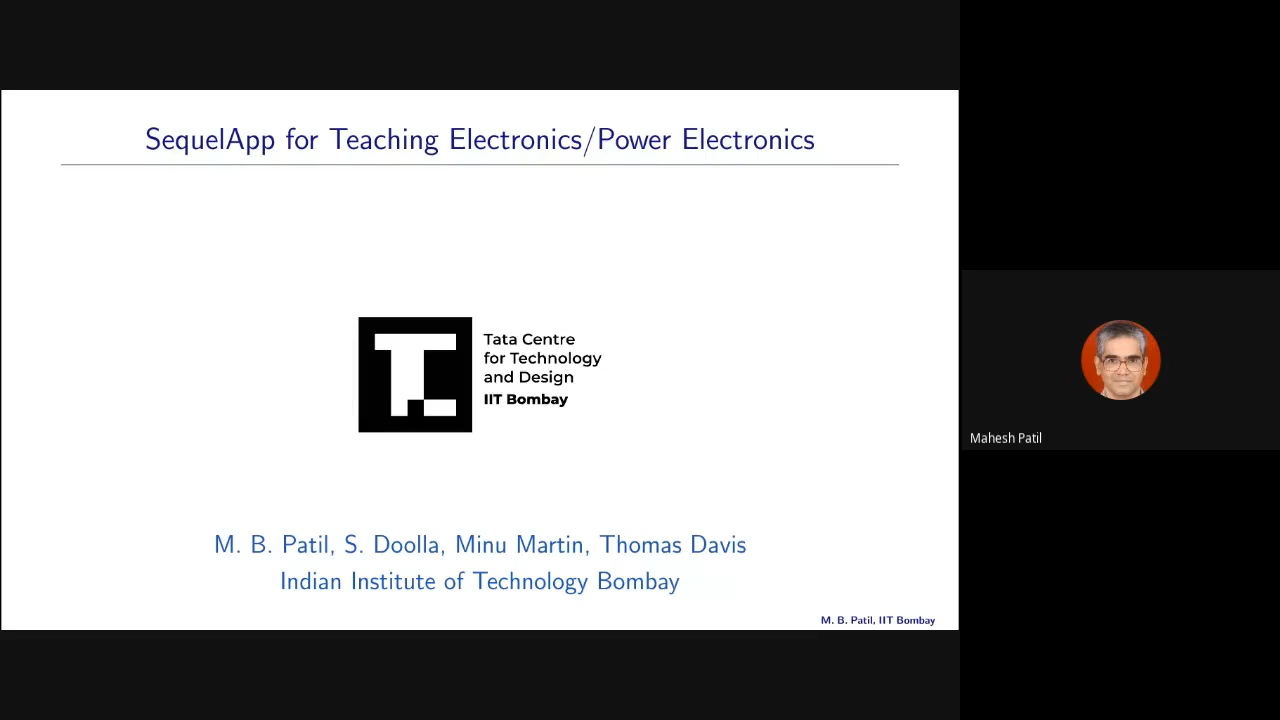 SequelApp for Teaching Electronics/Power Electronics
Tata Centre
for Technology
and Design
IIT Bombay
M. B. Patil, S. Doolla, Minu Martin, Thomas Davis
Indian Institute of Technology Bombay
M. B. Patil, IIT Bombay
Mahesh Patil